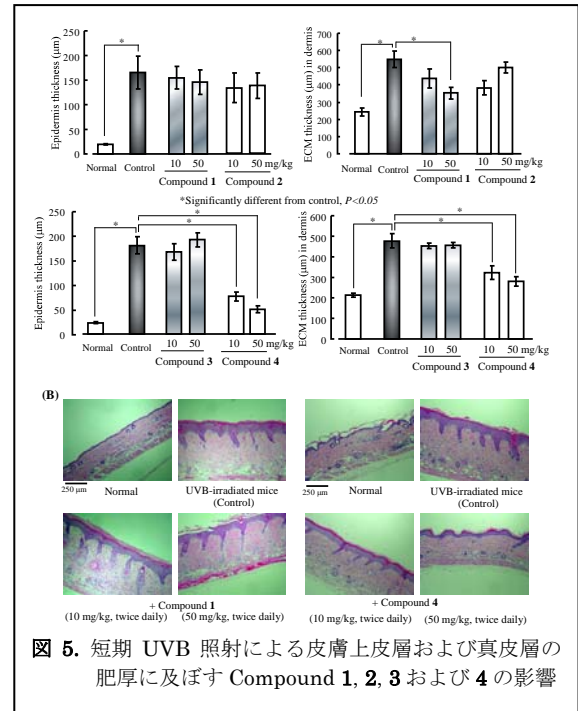 Epidermis thickness (μm)
200
150
100
50
0
*
Normal
Control
10
50
10
50 mg/kg
Compound 1
Compound 2
ECM thickness (μm) in dermis
700
600
500
400
300
200
100
0
*
*
Normal
Control
10
50
10
50 mg/kg
Compound 1
Compound 2
*Significantly different from control, P<0.05
Epidermis thickness (μm)
250
200
150
100
50
0
*
*
*
Normal
Control
10
50
10
50 mg/kg
Compound 3
Compound 4
ECM thickness (μm) in dermis
600
500
400
300
200
100
0
*
*
*
Normal
Control
10
50
10
50 mg/kg
Compound 3
Compound 4
(B)
250 μm
Normal
UVB-irradiated mice
(Control)
250 μm
Normal
UVB-irradiated mice
(Control)
+ Compound 1
(10 mg/kg, twice daily)
(50 mg/kg, twice daily)
+ Compound 4
(10 mg/kg, twice daily)
(50 mg/kg, twice daily)
図 5. 短期 UVB 照射による皮膚上皮層および真皮層の
肥厚に及ぼす Compound 1, 2, 3 および 4 の影響